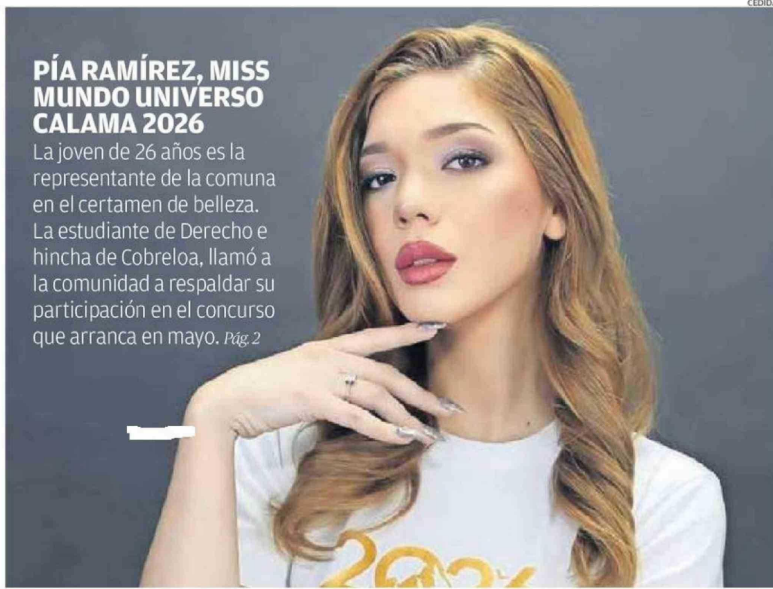 CEDIDA
PÍA RAMÍREZ, MISS
MUNDO UNIVERSO
CALAMA 2026
La joven de 26 años es la
representante de la comuna
en el certamen de belleza.
La estudiante de Derecho e
hincha de Cobreloa, llamó a
la comunidad a respaldar su
participación en el concurso
que arranca en mayo. Pág. 2
2026